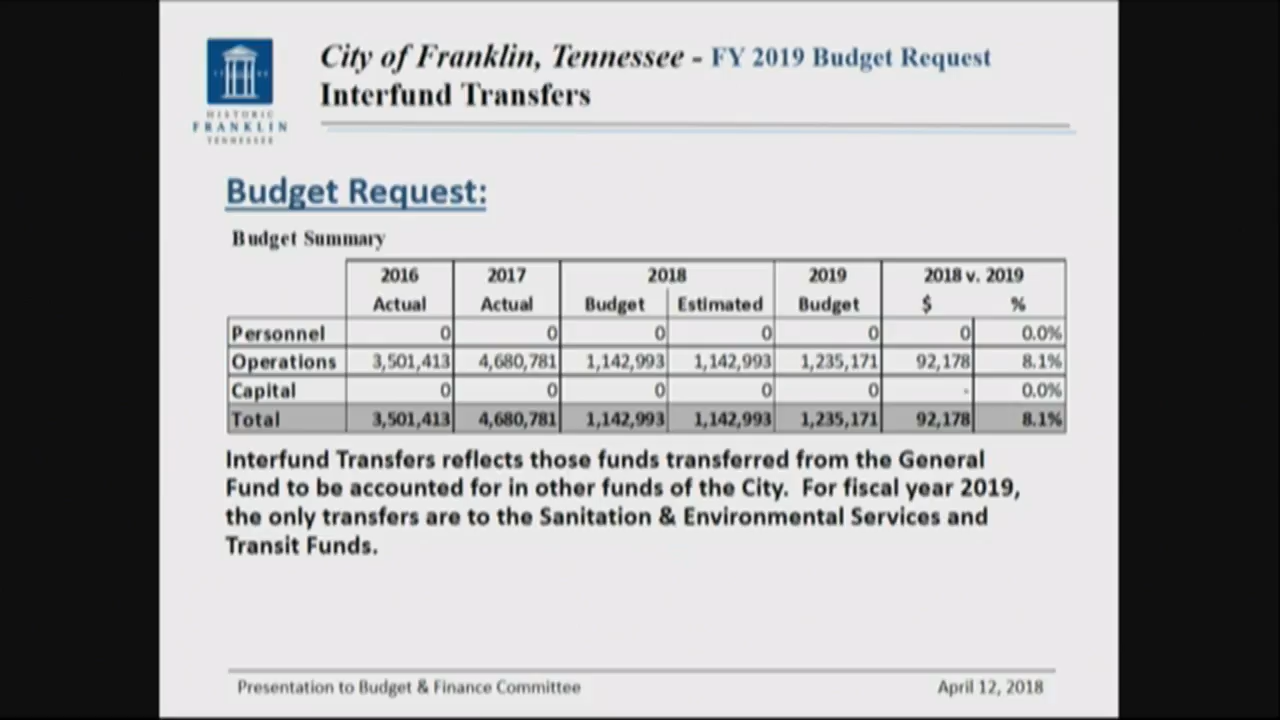 City of Franklin, Tennessee - FY 2019 Budget Request
Interfund Transfers
HISTORIC
FRANKLIN
TENNESSEE
Budget Request:
Budget Summary
2016 2017 2018 2019 2018 v. 2019
Actual Actual Budget Estimated Budget $ %
Personnel 0 0 0 0 0 0 0.0%
Operations 3,501,413 4,680,781 1,142,993 1,142,993 1,235,171 92,178 8.1%
Capital 0 0 0 0 0 - 0.0%
Total 3,501,413 4,680,781 1,142,993 1,142,993 1,235,171 92,178 8.1%
Interfund Transfers reflects those funds transferred from the General
Fund to be accounted for in other funds of the City. For fiscal year 2019,
the only transfers are to the Sanitation & Environmental Services and
Transit Funds.
Presentation to Budget & Finance Committee April 12, 2018